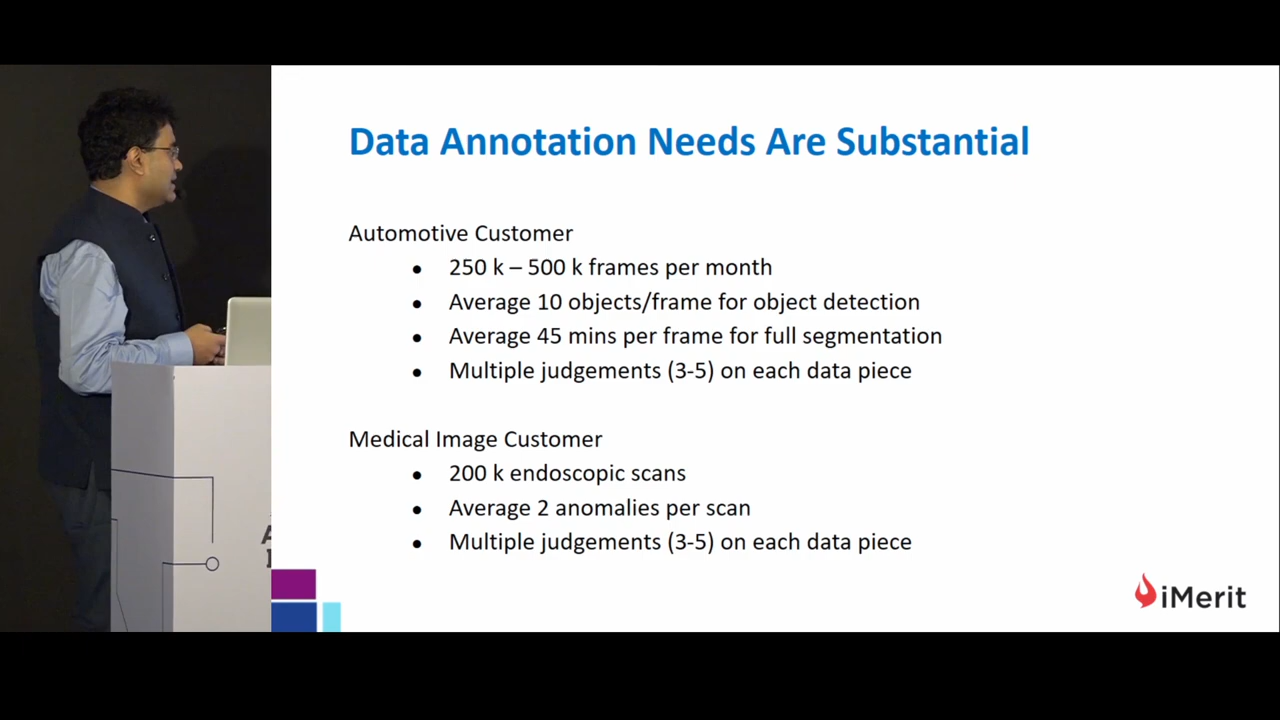 Data Annotation Needs Are Substantial
Automotive Customer
● 250 k – 500 k frames per month
● Average 10 objects/frame for object detection
● Average 45 mins per frame for full segmentation
● Multiple judgements (3-5) on each data piece
Medical Image Customer
● 200 k endoscopic scans
● Average 2 anomalies per scan
● Multiple judgements (3-5) on each data piece
iMerit